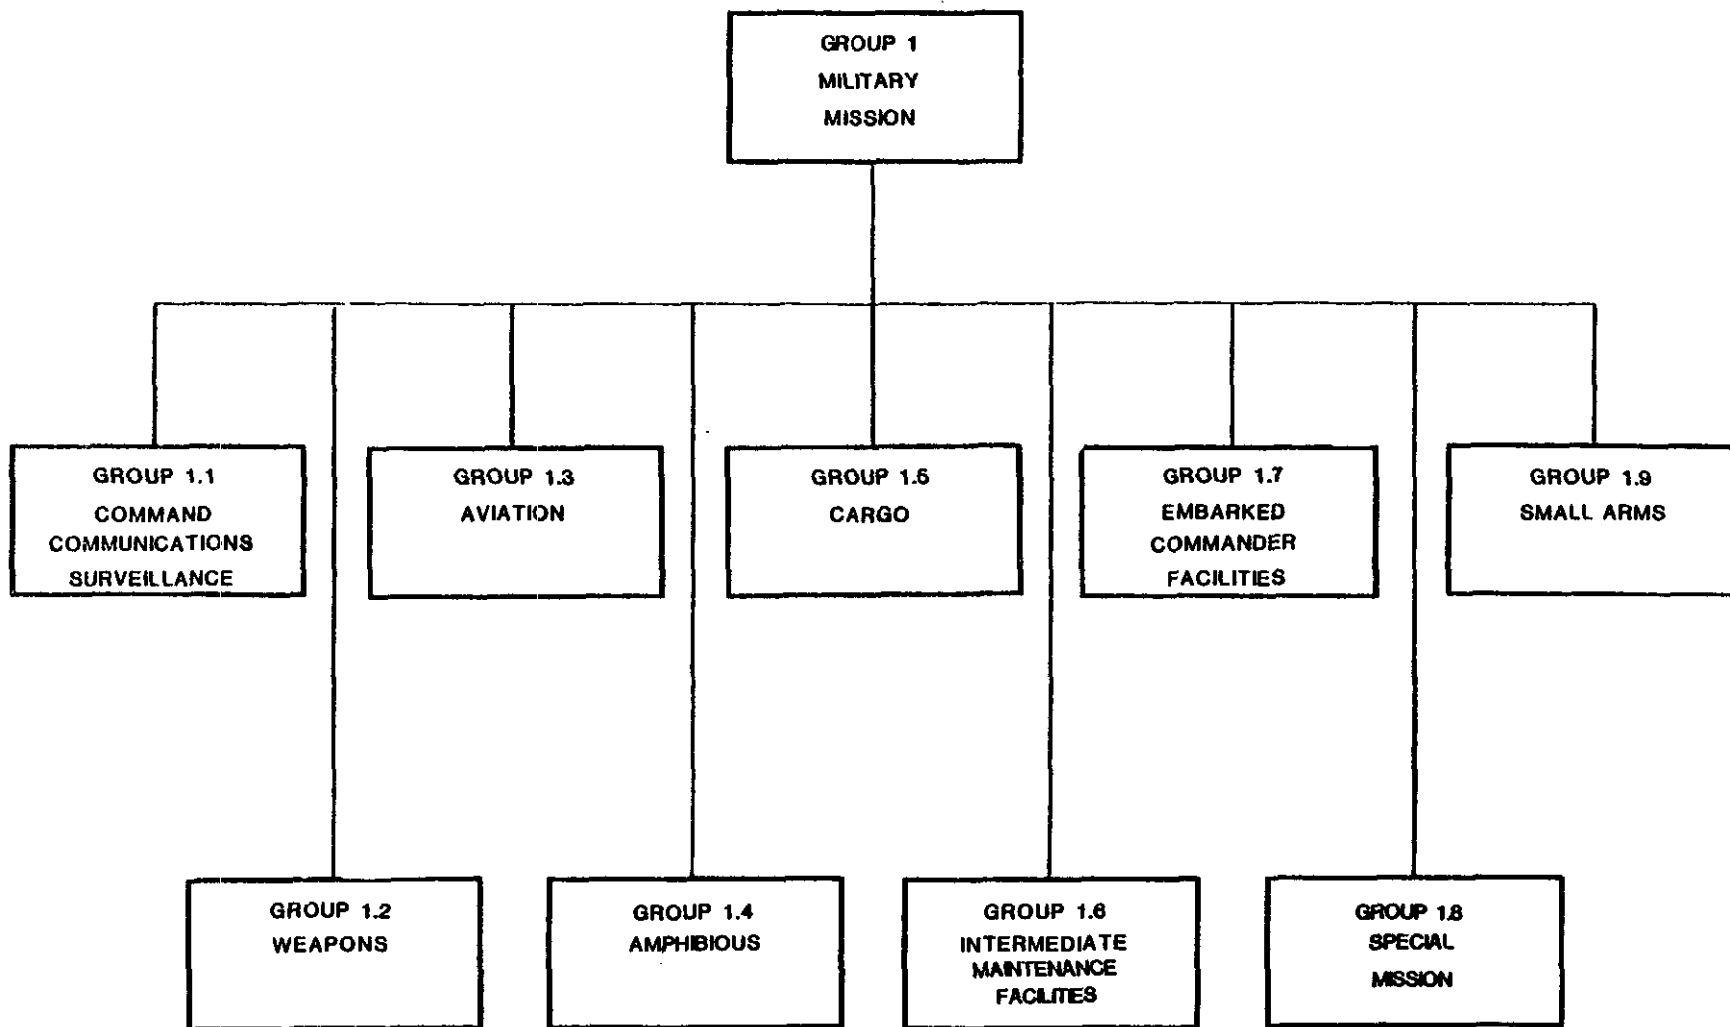 GROUP 1
MILITARY
MISSION
GROUP 1.1
COMMAND
COMMUNICATIONS
SURVEILLANCE
GROUP 1.3
AVIATION
GROUP 1.5
CARGO
GROUP 1.7
EMBARKED
COMMANDER
FACILITIES
GROUP 1.9
SMALL ARMS
GROUP 1.2
WEAPONS
GROUP 1.4
AMPHIBIOUS
GROUP 1.6
INTERMEDIATE
MAINTENANCE
FACILITES
GROUP 1.8
SPECIAL
MISSION